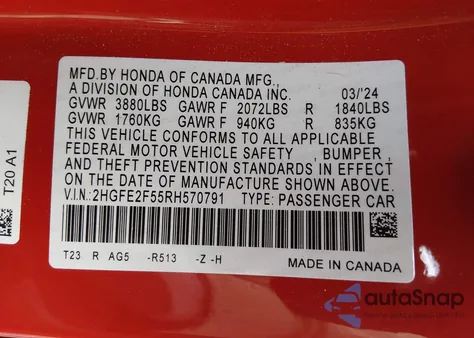 MFD.BY HONDA OF CANADA MFG.,
A DIVISION OF HONDA CANADA INC. 03/'24
GVWR 3880LBS GAWR F 2072LBS R 1840LBS
GVWR 1760KG GAWR F 940KG R 835KG
THIS VEHICLE CONFORMS TO ALL APPLICABLE
FEDERAL MOTOR VEHICLE SAFETY , BUMPER ,
AND THEFT PREVENTION STANDARDS IN EFFECT
ON THE DATE OF MANUFACTURE SHOWN ABOVE.
V.I.N.:2HGFE2F55RH570791 TYPE: PASSENGER CAR
T23 R AG5 -R513 -Z -H
MADE IN CANADA
T20 A1
autoSnap